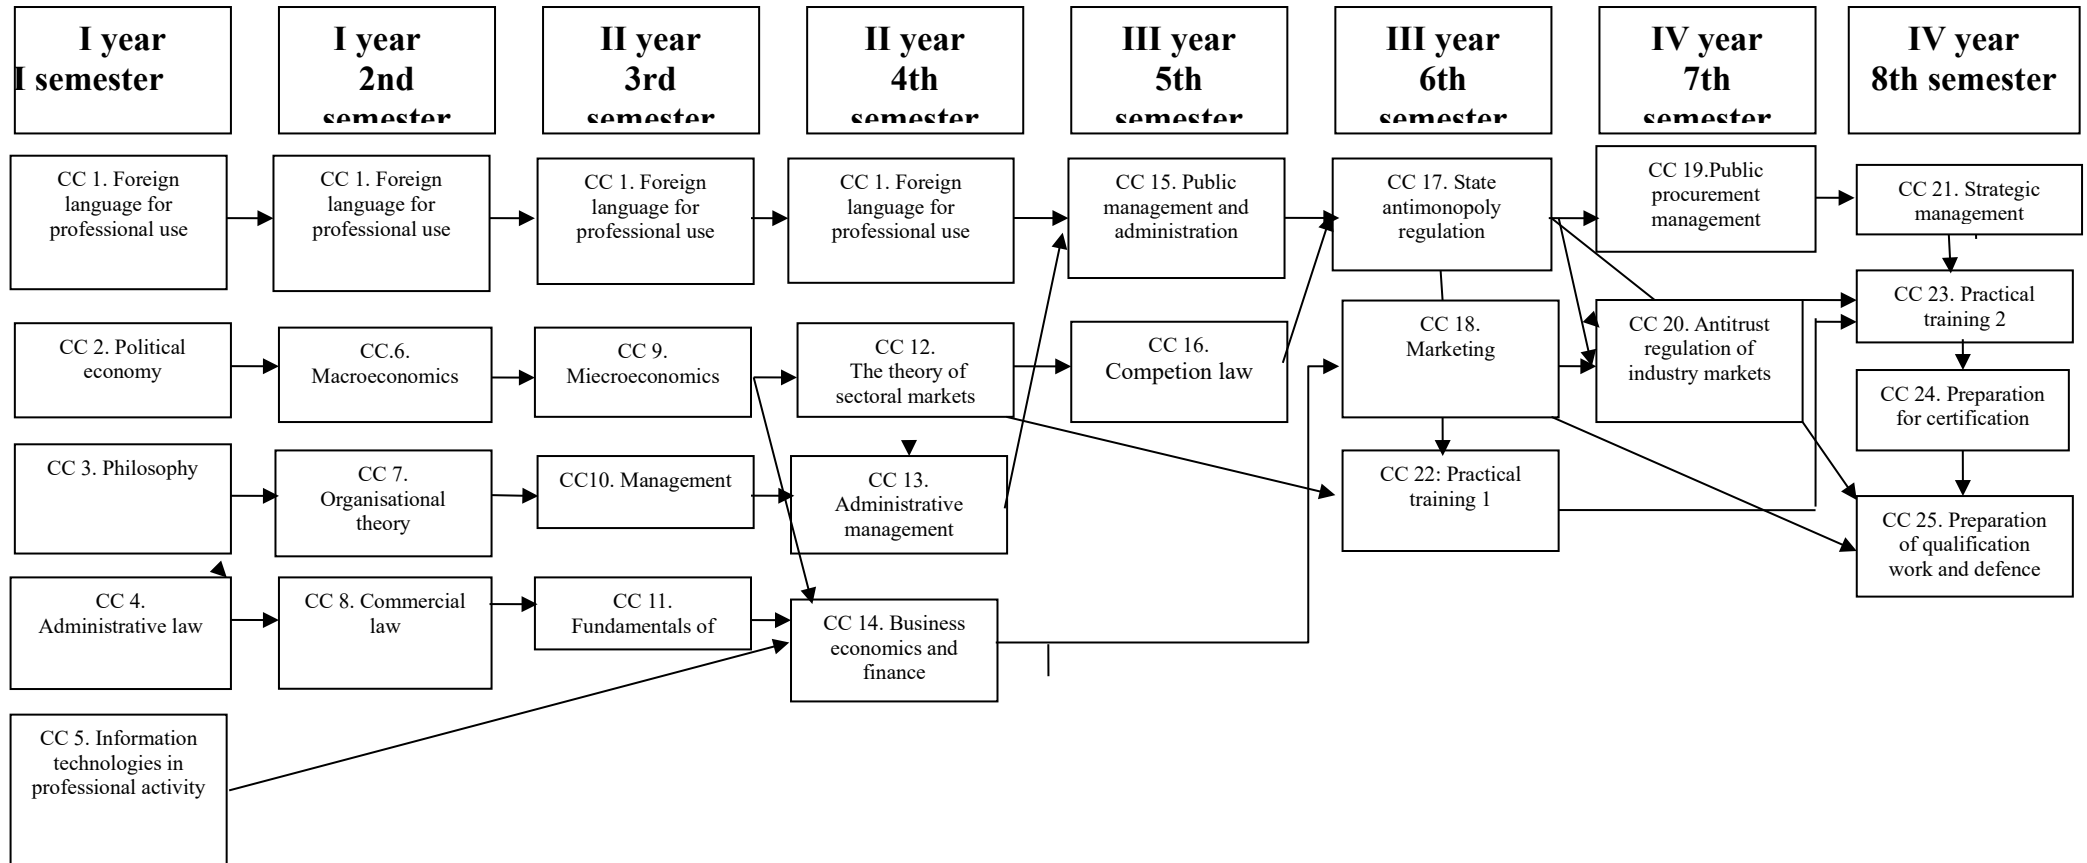 I year
I semester
I year
2nd
semester
II year
3rd
semester
II year
4th
semester
III year
5th
semester
III year
6th
semester
IV year
7th
semester
IV year
8th semester
CC 1. Foreign
language for
professional use
CC 1. Foreign
language for
professional use
CC 1. Foreign
language for
professional use
CC 1. Foreign
language for
professional use
CC 15. Public
management and
administration
CC 17. State
antimonopoly
regulation
CC 19.Public
procurement
management
CC 21. Strategic
management
CC 2. Political
economy
CC.6.
Macroeconomics
CC 9.
Miecroeconomics
CC 12.
The theory of
sectoral markets
CC 16.
Competion law
CC 18.
Marketing
CC 20. Antitrust
regulation of
industry markets
CC 23. Practical
training 2
CC 24. Preparation
for certification
CC 3. Philosophy
CC 7.
Organisational
theory
CC10. Management
CC 13.
Administrative
management
CC 22: Practical
training 1
CC 25. Preparation
of qualification
work and defence
CC 4.
Administrative law
CC 8. Commercial
law
CC 11.
Fundamentals of
CC 14. Business
economics and
finance
CC 5. Information
technologies in
professional activity